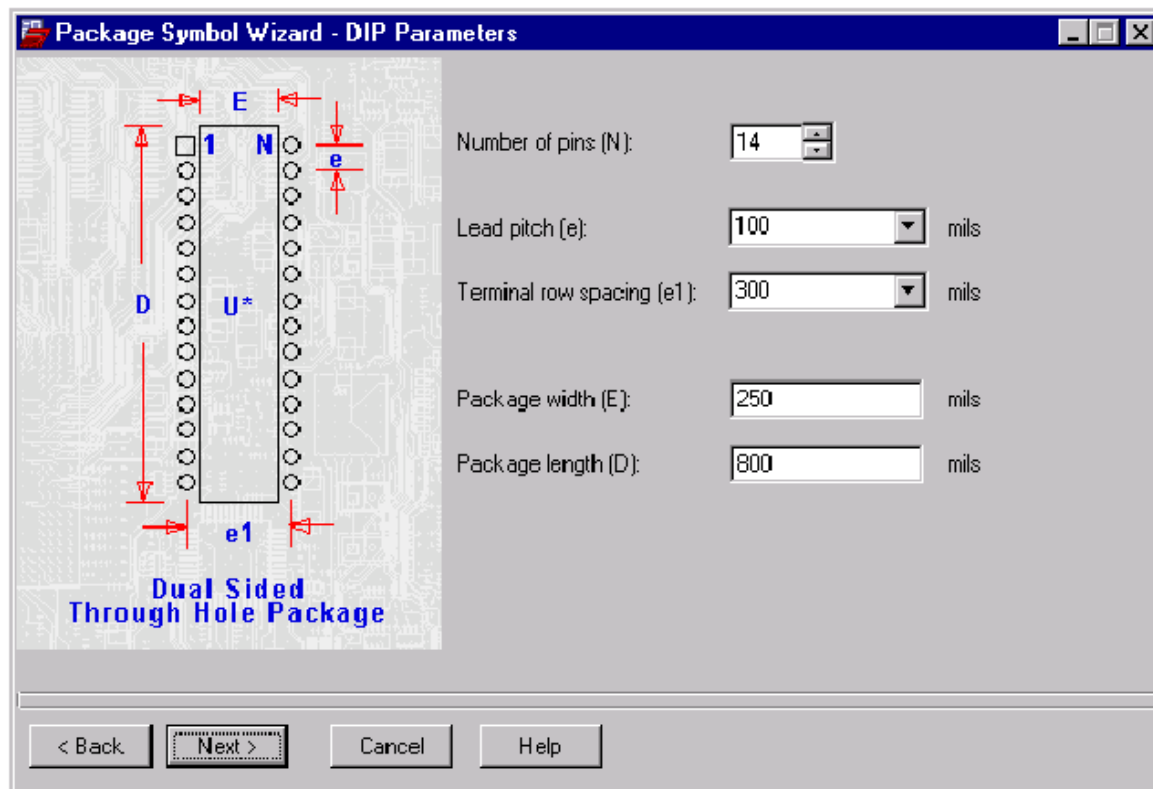 Package Symbol Wizard - DIP Parameters
E
1 N
e
D
U*
e1
Dual Sided
Through Hole Package
Number of pins (N): 14
Lead pitch (e): 100 mils
Terminal row spacing (e1): 300 mils
Package width (E): 250 mils
Package length (D): 800 mils
< Back Next > Cancel Help